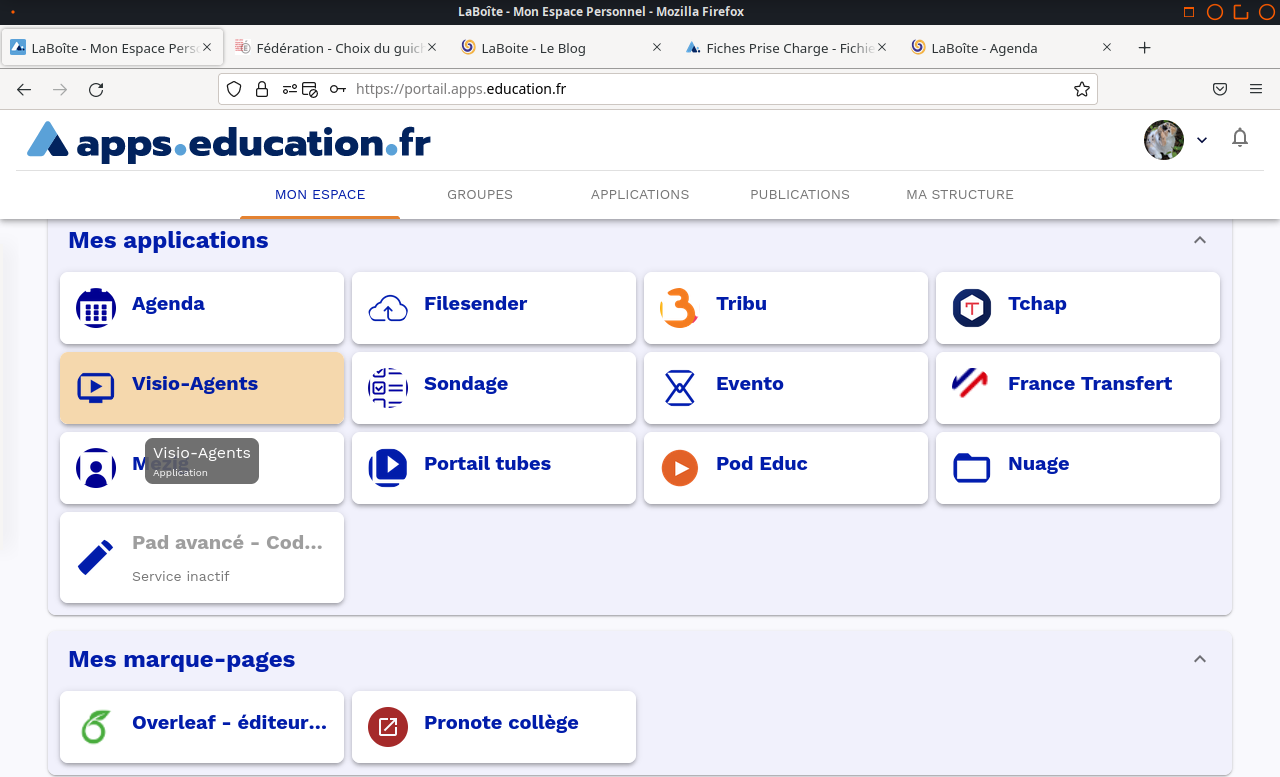 LaBoîte - Mon Espace Personnel - Mozilla Firefox
LaBoîte - Mon Espace Pers
Fédération - Choix du guic
LaBoite - Le Blog
Fiches Prise Charge - Fichie
LaBoîte - Agenda
https://portail.apps.education.fr
apps.education.fr
MON ESPACE
GROUPES
APPLICATIONS
PUBLICATIONS
MA STRUCTURE
Mes applications
Agenda
Filesender
Tribu
Tchap
Visio-Agents
Sondage
Evento
France Transfert
Visio-Agents
Application
Portail tubes
Pod Educ
Nuage
Pad avancé - Cod...
Service inactif
Mes marque-pages
Overleaf - éditeur...
Pronote collège